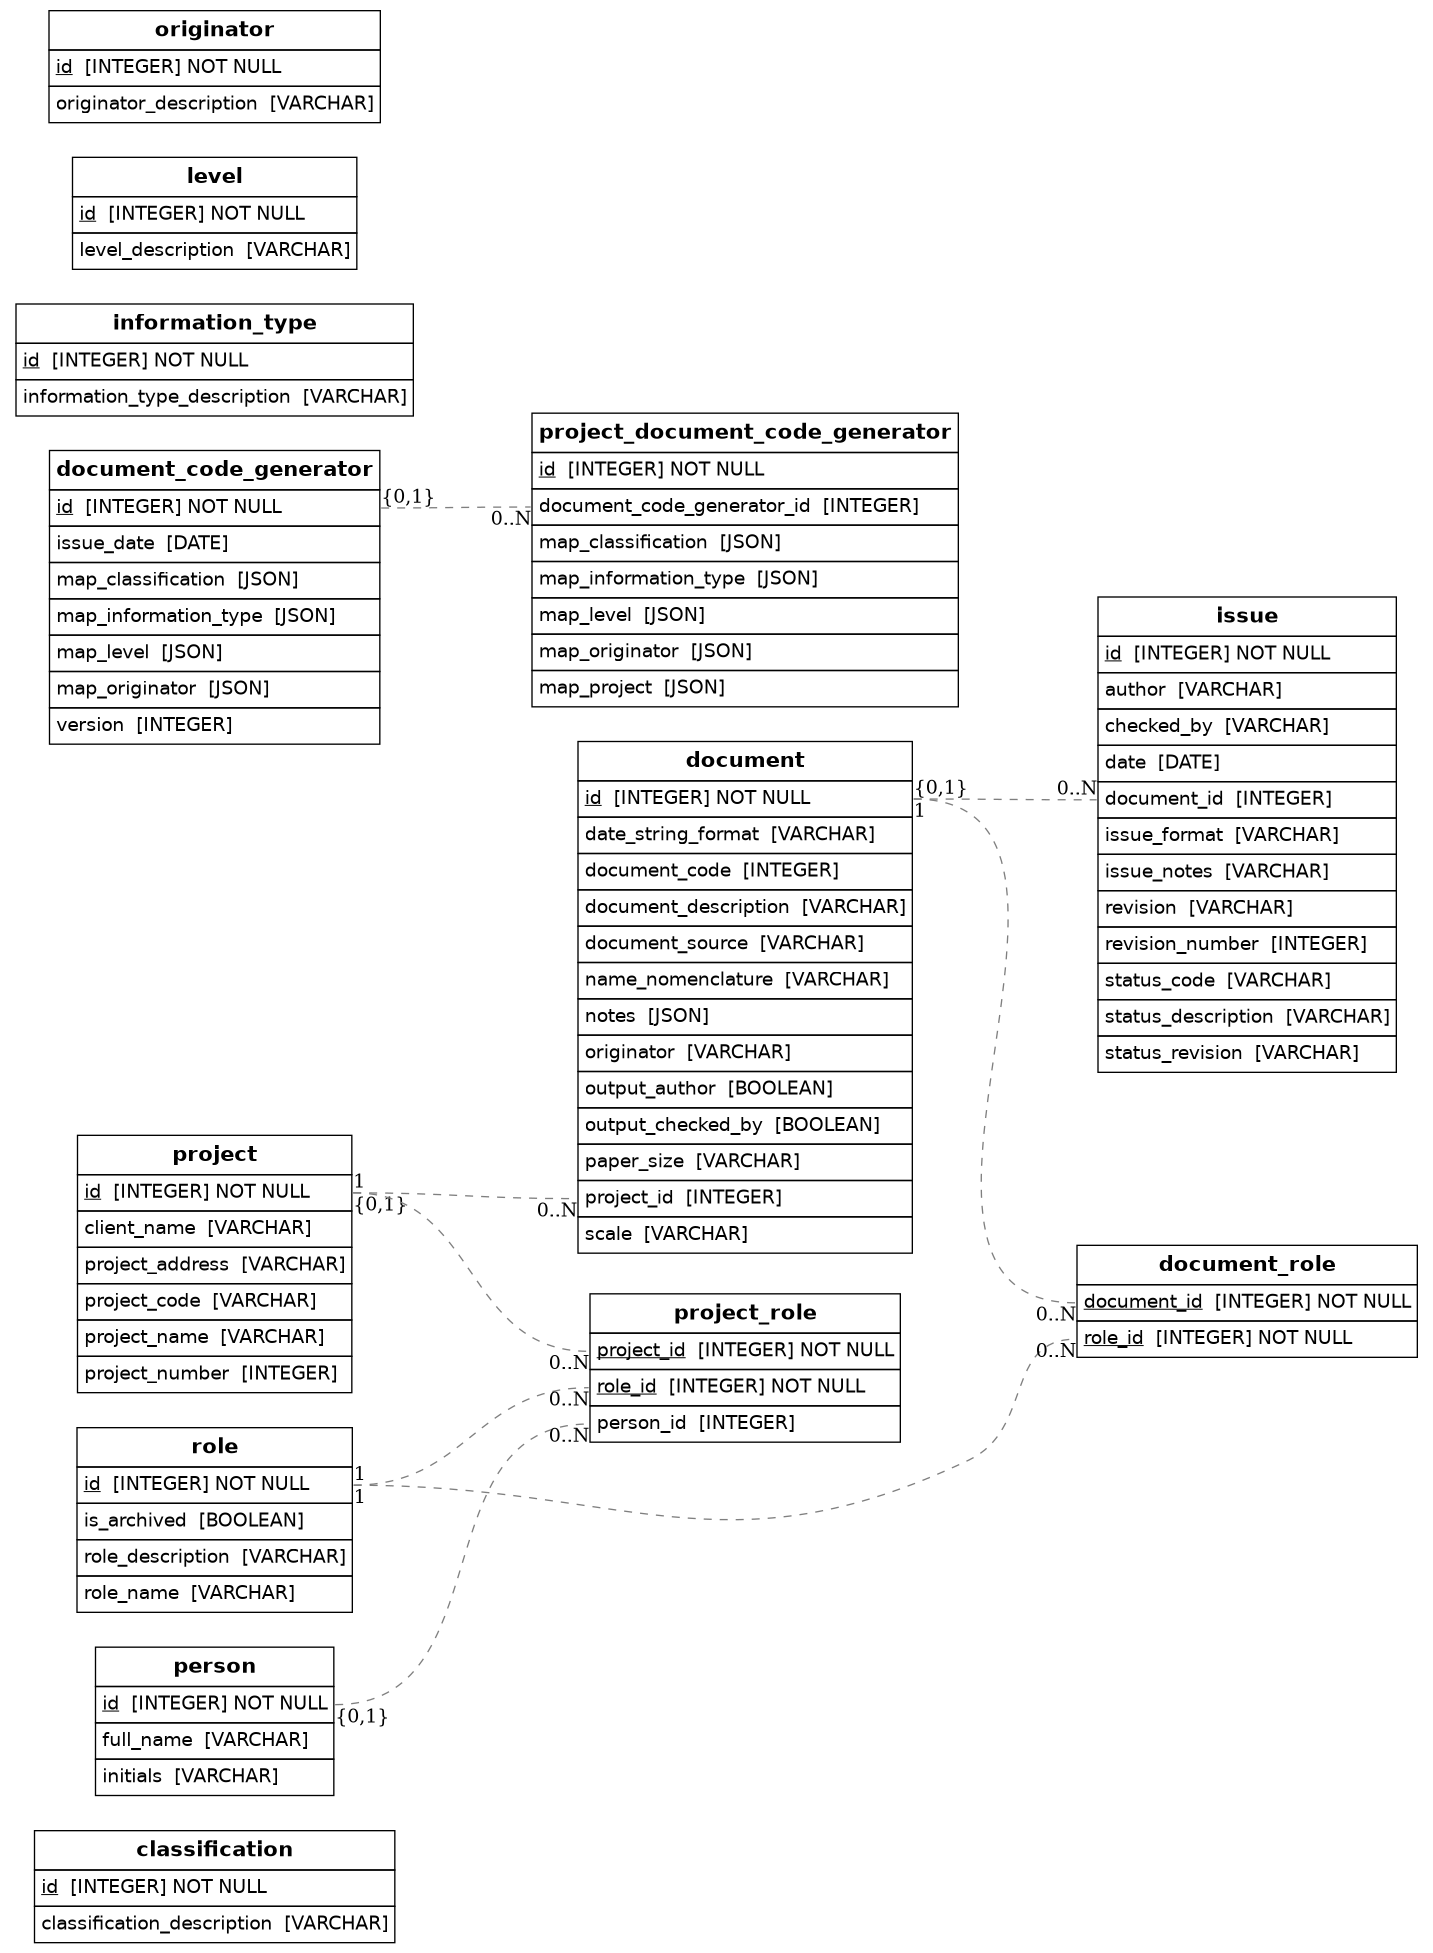 originator
id [INTEGER] NOT NULL
originator_description [VARCHAR]
level
id [INTEGER] NOT NULL
level_description [VARCHAR]
information_type
id [INTEGER] NOT NULL
information_type_description [VARCHAR]
document_code_generator
id [INTEGER] NOT NULL
issue_date [DATE]
map_classification [JSON]
map_information_type [JSON]
map_level [JSON]
map_originator [JSON]
version [INTEGER]
{0,1}
0..N
project_document_code_generator
id [INTEGER] NOT NULL
document_code_generator_id [INTEGER]
map_classification [JSON]
map_information_type [JSON]
map_level [JSON]
map_originator [JSON]
map_project [JSON]
document
id [INTEGER] NOT NULL
date_string_format [VARCHAR]
document_code [INTEGER]
document_description [VARCHAR]
document_source [VARCHAR]
name_nomenclature [VARCHAR]
notes [JSON]
originator [VARCHAR]
output_author [BOOLEAN]
output_checked_by [BOOLEAN]
paper_size [VARCHAR]
project_id [INTEGER]
scale [VARCHAR]
{0,1}
1
0..N
issue
id [INTEGER] NOT NULL
author [VARCHAR]
checked_by [VARCHAR]
date [DATE]
document_id [INTEGER]
issue_format [VARCHAR]
issue_notes [VARCHAR]
revision [VARCHAR]
revision_number [INTEGER]
status_code [VARCHAR]
status_description [VARCHAR]
status_revision [VARCHAR]
project
id [INTEGER] NOT NULL
client_name [VARCHAR]
project_address [VARCHAR]
project_code [VARCHAR]
project_name [VARCHAR]
project_number [INTEGER]
1
{0,1}
0..N
project_role
project_id [INTEGER] NOT NULL
role_id [INTEGER] NOT NULL
person_id [INTEGER]
0..N
0..N
0..N
document_role
document_id [INTEGER] NOT NULL
role_id [INTEGER] NOT NULL
0..N
0..N
role
id [INTEGER] NOT NULL
is_archived [BOOLEAN]
role_description [VARCHAR]
role_name [VARCHAR]
1
1
person
id [INTEGER] NOT NULL
full_name [VARCHAR]
initials [VARCHAR]
{0,1}
classification
id [INTEGER] NOT NULL
classification_description [VARCHAR]